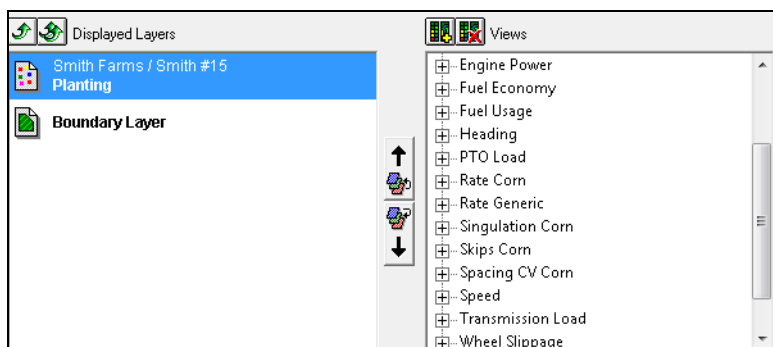 Displayed Layers
Smith Farms / Smith #15
Planting
Boundary Layer
Views
Engine Power
Fuel Economy
Fuel Usage
Heading
PTO Load
Rate Corn
Rate Generic
Singulation Corn
Skips Corn
Spacing CV Corn
Speed
Transmission Load
Wheel Slippage